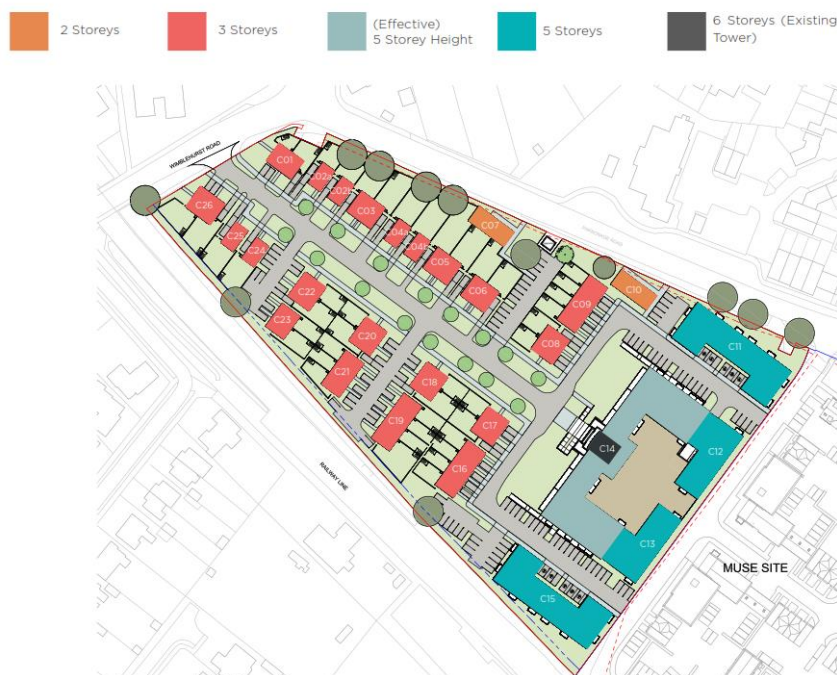 2 Storeys
3 Storeys
(Effective)
5 Storey Height
5 Storeys
6 Storeys (Existing
Tower)
WIMBLEHURST ROAD
C01
C02a
C02b
C03
C26
C25
C24
C04a
C04b
C07
C05
C06
C10
C09
C22
C23
C20
C08
C11
C21
C18
C19
C17
C14
C12
C16
C13
RAILWAY LINE
MUSE SITE
C15